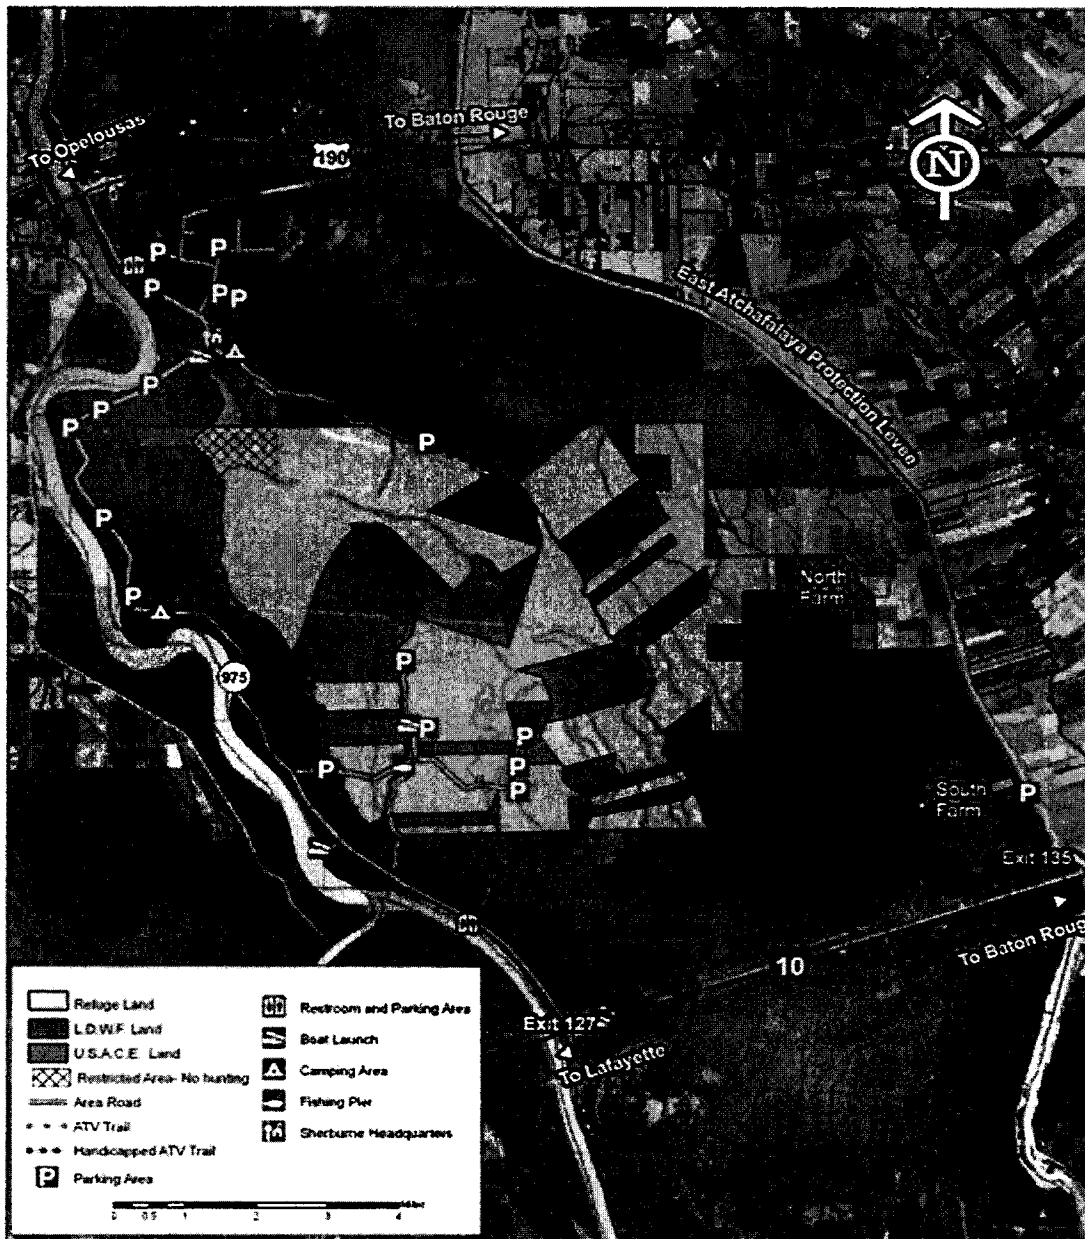 To Opelousas
190
To Baton Rouge
N
P
P
P
P
P
East Atchafalaya Protection Levee
P
P
P
P
P
P
North
Farm
975
P
P
P
P
P
P
South
Farm
P
Exit 135
To Baton Roug
10
Exit 127
To Lafayette
Refuge Land
L.D.W.F. Land
U.S.A.C.E. Land
Restricted Area- No hunting
Area Road
ATV Trail
Handicapped ATV Trail
P Parking Area
Restroom and Parking Area
Boat Launch
Camping Area
Fishing Pier
Sherburne Headquarters
0 0.5 1 2 3 4